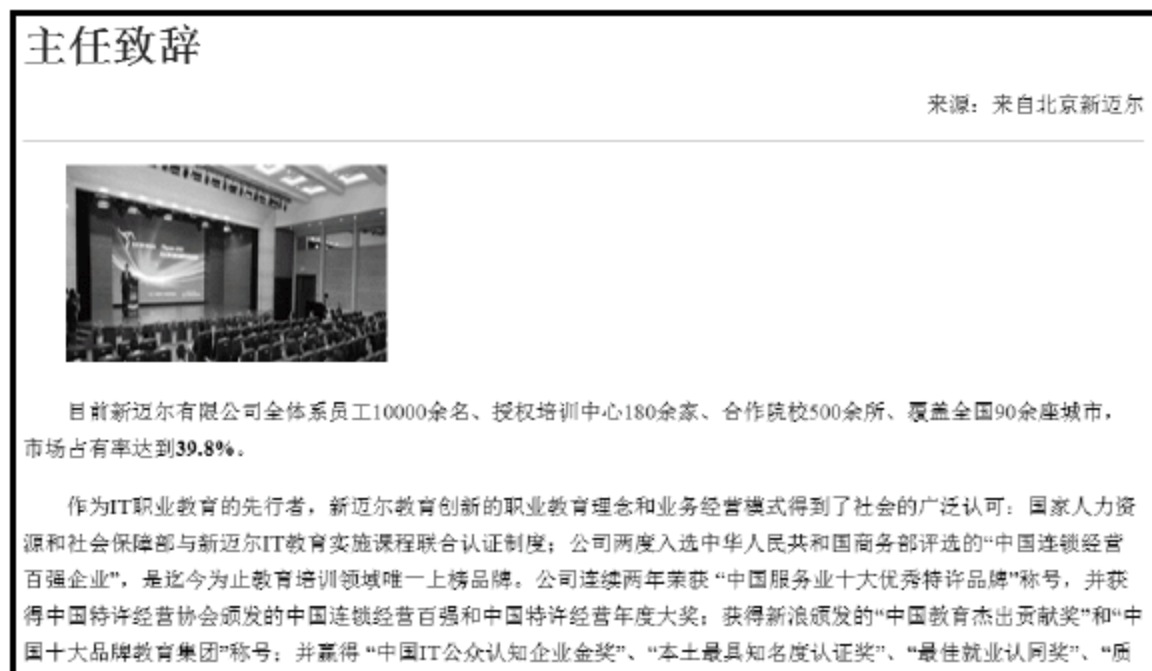 主任致辞
来源：来自北京新迈尔
目前新迈尔有限公司全体系员工10000余名、授权培训中心180余家、合作院校500余所、覆盖全国90余座城市，
市场占有率达到39.8%。
作为IT职业教育的先行者，新迈尔教育创新的职业教育理念和业务经营模式得到了社会的广泛认可：国家人力资
源和社会保障部与新迈尔IT教育实施课程联合认证制度；公司两度入选中华人民共和国商务部评选的“中国连锁经营
百强企业”，是迄今为止教育培训领域唯一上榜品牌。公司连续两年荣获 “中国服务业十大优秀特许品牌”称号，并获
得中国特许经营协会颁发的中国连锁经营百强和中国特许经营年度大奖；获得新浪颁发的“中国教育杰出贡献奖”和“中
国十大品牌教育集团”称号；并赢得 “中国IT公众认知企业金奖”、“本土最具知名度认证奖”、“最佳就业认同奖”、“质